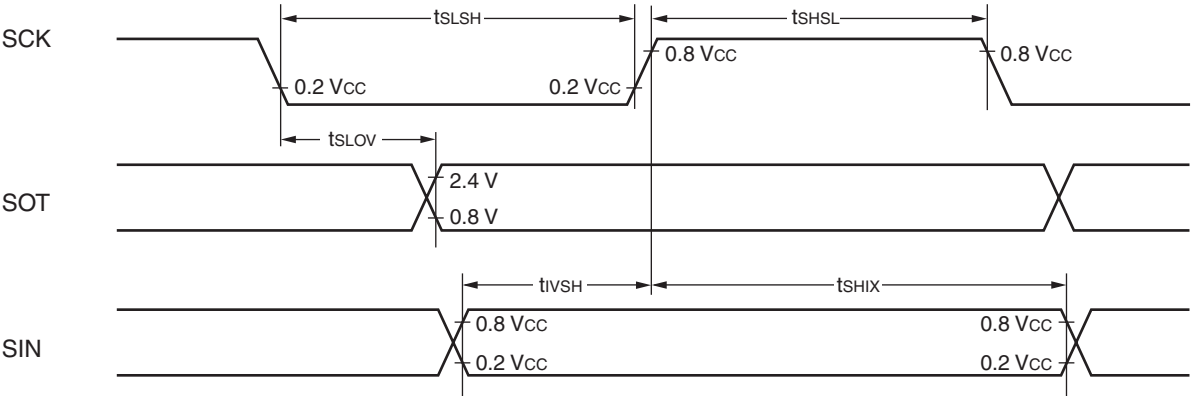 tSLSH
tSHSL
SCK
0.8 VCC
0.8 VCC
0.2 VCC
0.2 VCC
tSLOV
2.4 V
SOT
0.8 V
tIVSH
tSHIX
0.8 VCC
0.8 VCC
SIN
0.2 VCC
0.2 VCC